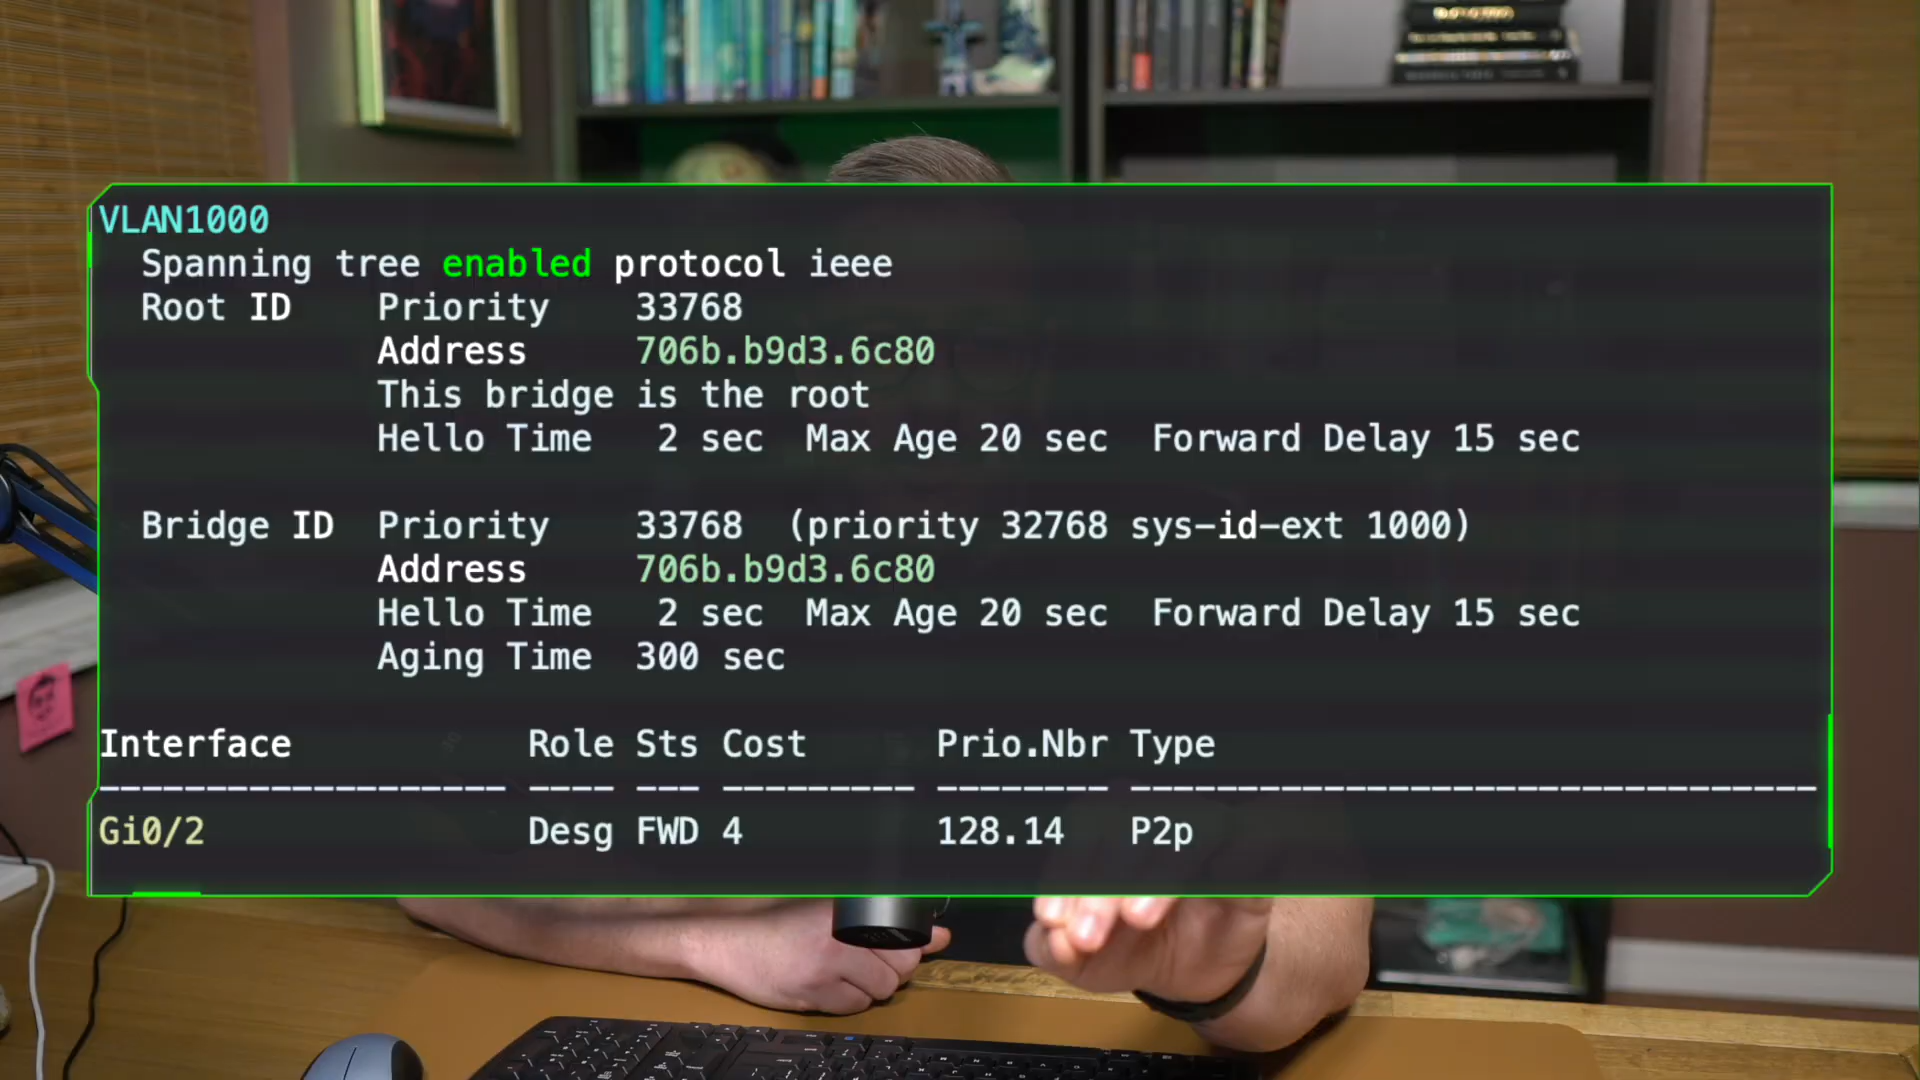 VLAN1000
Spanning tree enabled protocol ieee
Root ID Priority 33768
Address 706b.b9d3.6c80
This bridge is the root
Hello Time 2 sec Max Age 20 sec Forward Delay 15 sec
Bridge ID Priority 33768 (priority 32768 sys-id-ext 1000)
Address 706b.b9d3.6c80
Hello Time 2 sec Max Age 20 sec Forward Delay 15 sec
Aging Time 300 sec
Interface Role Sts Cost Prio.Nbr Type
------------------- ---- --- --------- -------- --------------------------------
Gi0/2 Desg FWD 4 128.14 P2p